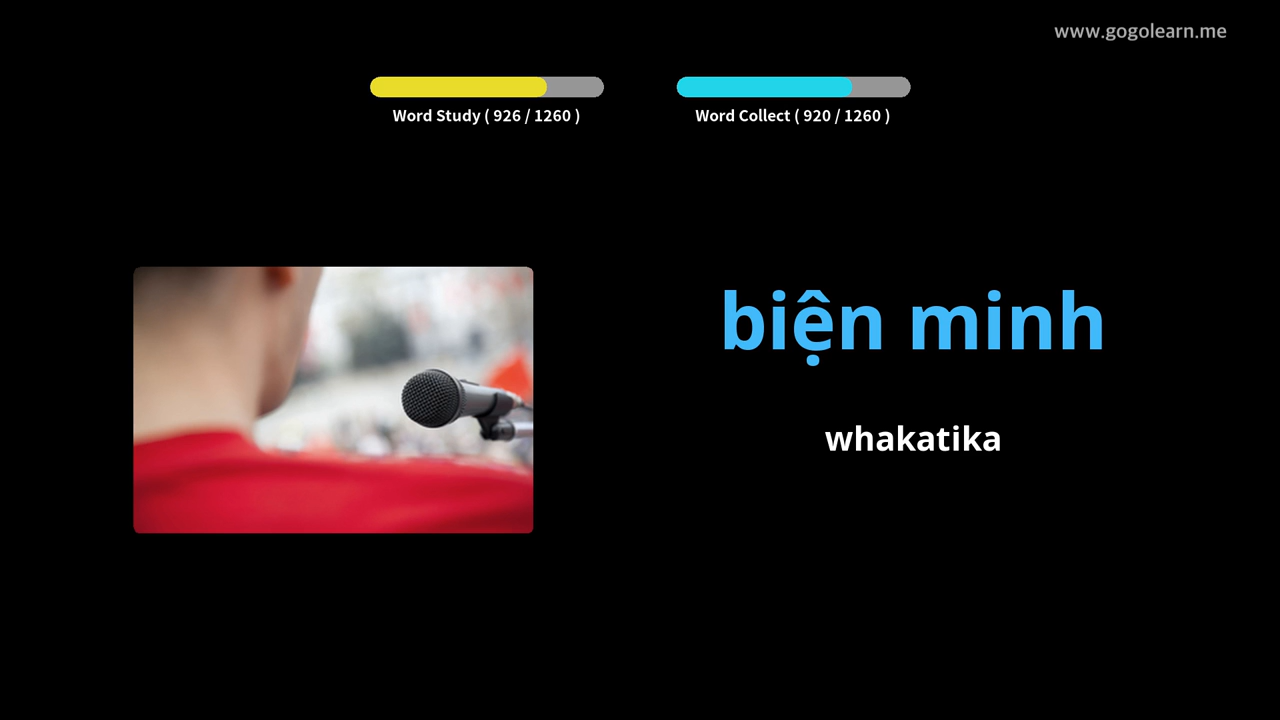 www.gogolearn.me
Word Study ( 926 / 1260 )
Word Collect ( 920 / 1260 )
biện minh
whakatika